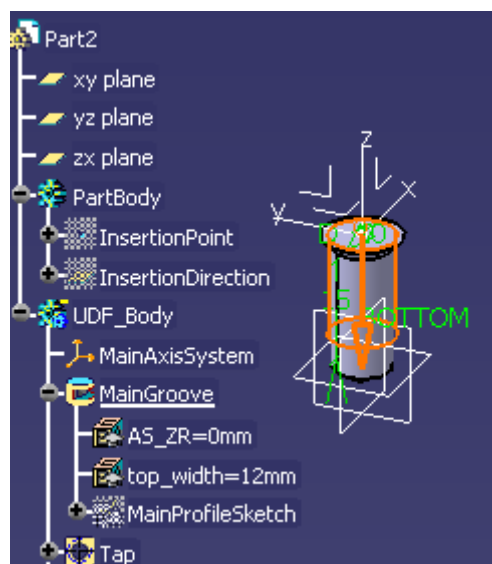 Part2
xy plane
yz plane
zx plane
PartBody
InsertionPoint
InsertionDirection
UDF_Body
MainAxisSystem
MainGroove
AS_ZR=0mm
top_width=12mm
MainProfileSketch
Tap
z
x
y
15
BOTTOM